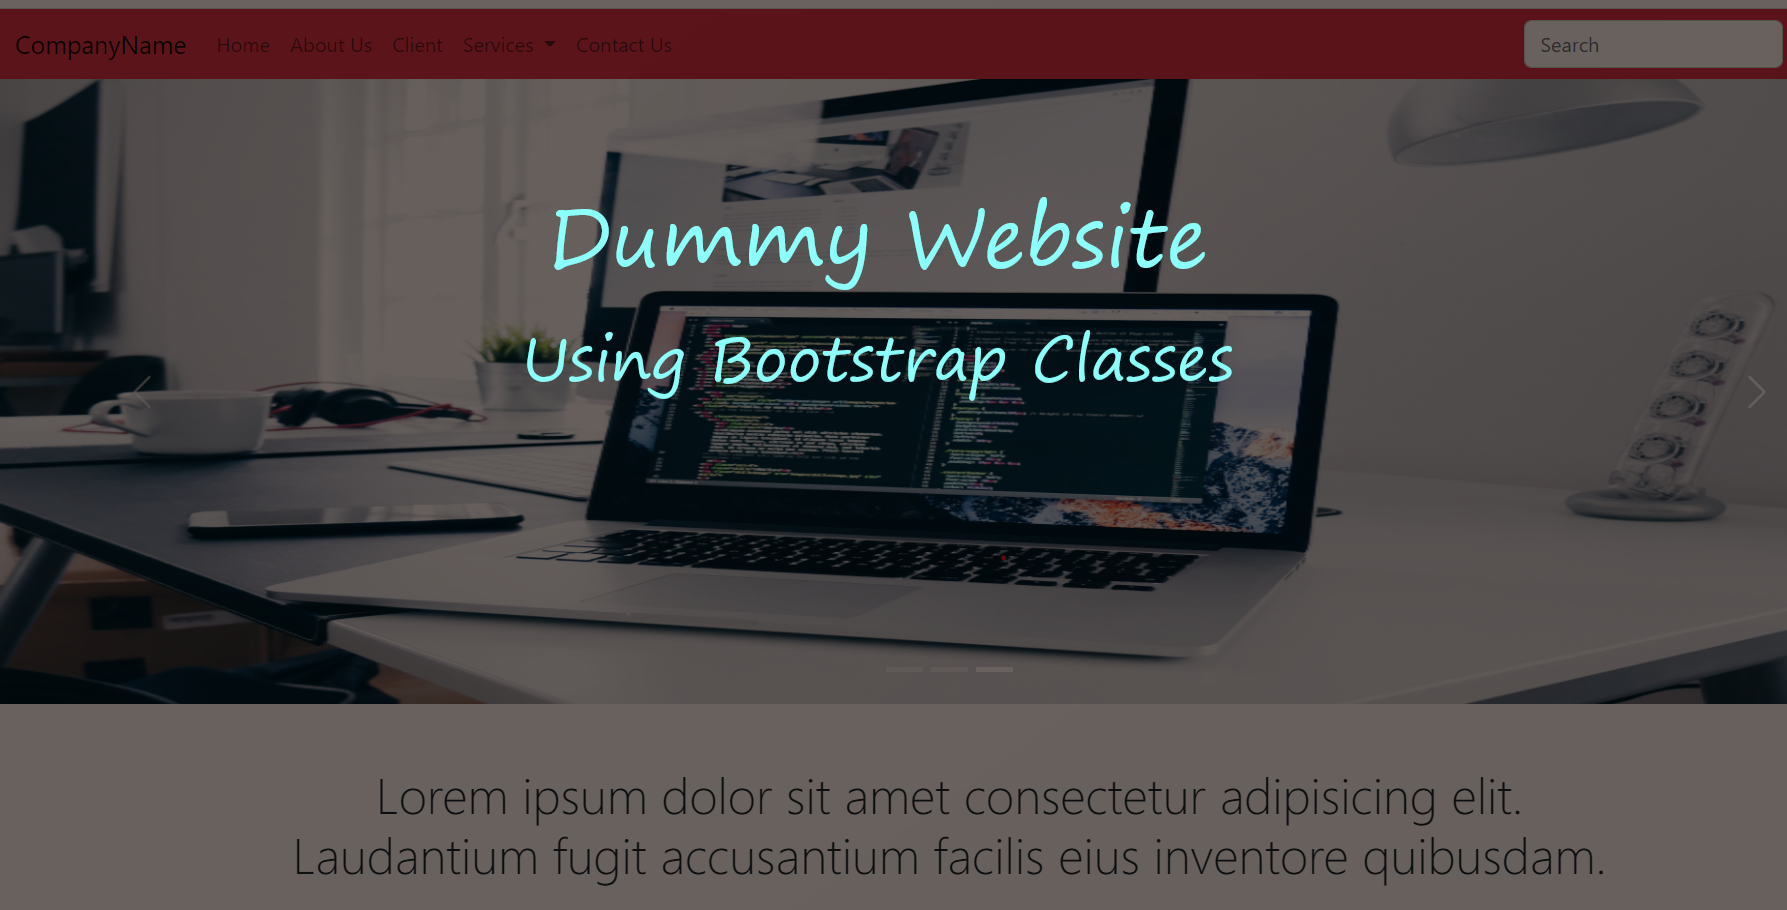 CompanyName Home About Us Client Services Contact Us Search
Dummy Website
Using Bootstrap Classes
Lorem ipsum dolor sit amet consectetur adipisicing elit.
Laudantium fugit accusantium facilis eius inventore quibusdam.